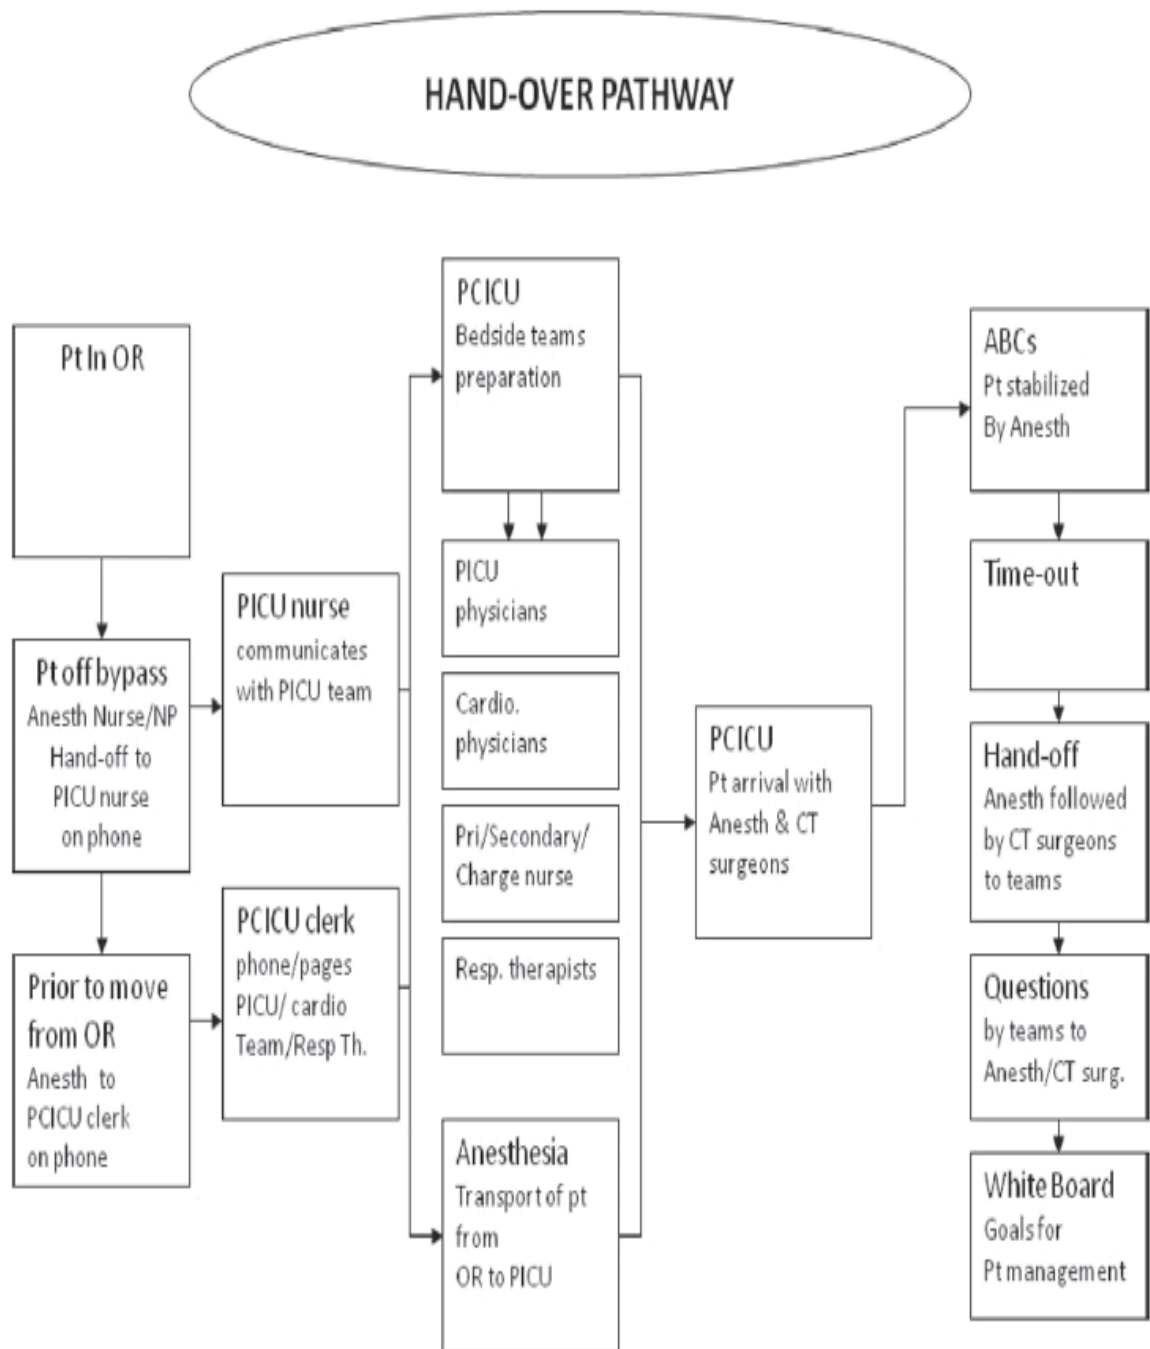 HAND-OVER PATHWAY
Pt In OR
Pt off bypass
Anesth Nurse/NP
Hand-off to
PICU nurse
on phone
Prior to move
from OR
Anesth to
PCICU clerk
on phone
PICU nurse
communicates
with PICU team
PCICU clerk
phone/pages
PICU/ cardio
Team/Resp Th.
PCICU
Bedside teams
preparation
PICU
physicians
Cardio.
physicians
Pri/Secondary/
Charge nurse
Resp. therapists
Anesthesia
Transport of pt
from
OR to PICU
PCICU
Pt arrival with
Anesth & CT
surgeons
ABCs
Pt stabilized
By Anesth
Time-out
Hand-off
Anesth followed
by CT surgeons
to teams
Questions
by teams to
Anesth/CT surg.
White Board
Goals for
Pt management